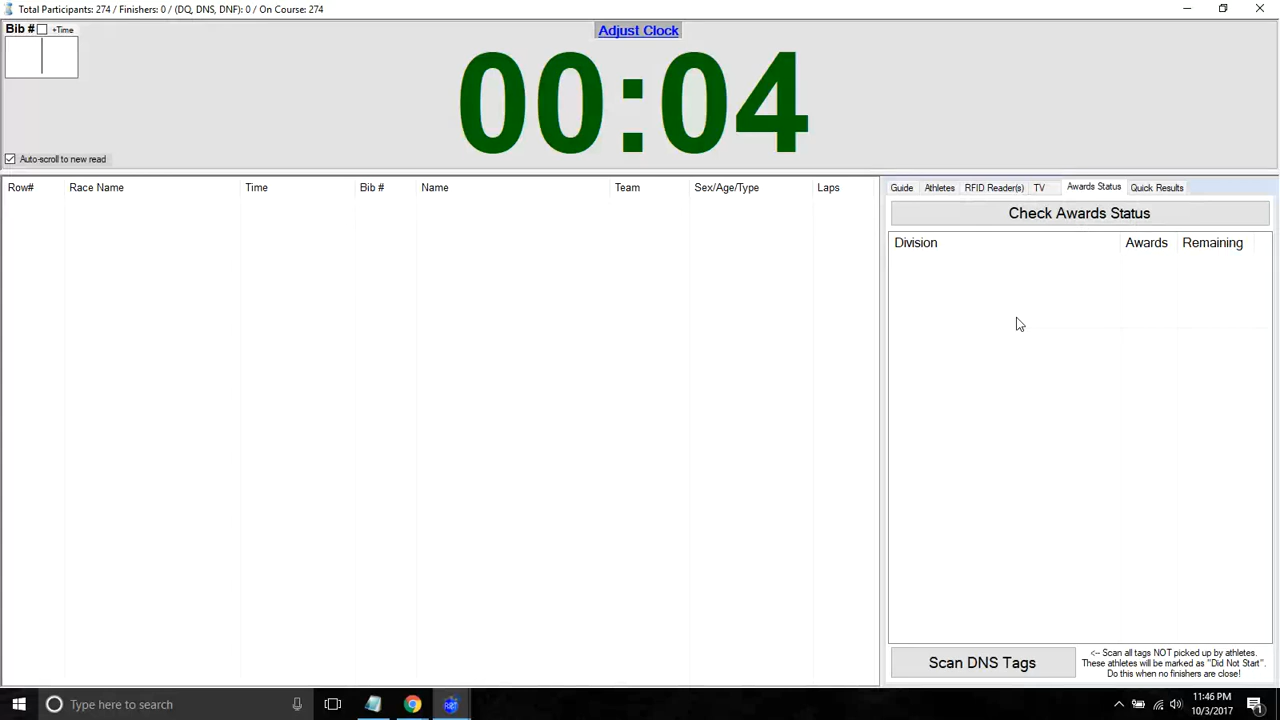 Total Participants: 274 / Finishers: 0 / (DQ, DNS, DNF): 0 / On Course: 274
Bib # +Time
Adjust Clock
00:04
Auto-scroll to new read
Row# Race Name Time Bib # Name Team Sex/Age/Type Laps
Guide Athletes RFID Reader(s) TV Awards Status Quick Results
Check Awards Status
Division Awards Remaining
Scan DNS Tags
<-- Scan all tags NOT picked up by athletes.
These athletes will be marked as "Did Not Start".
Do this when no finishers are close!
Type here to search
11:46 PM
10/3/2017